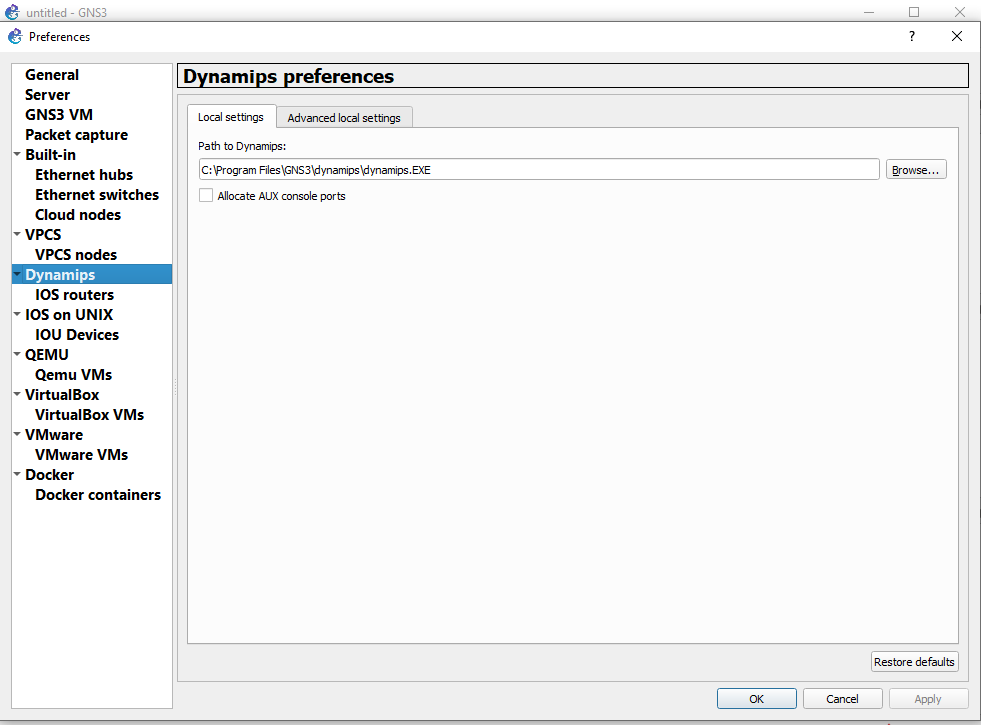 untitled - GNS3
Preferences
?
General
Server
GNS3 VM
Packet capture
Built-in
Ethernet hubs
Ethernet switches
Cloud nodes
VPCS
VPCS nodes
Dynamips
IOS routers
IOS on UNIX
IOU Devices
QEMU
Qemu VMs
VirtualBox
VirtualBox VMs
VMware
VMware VMs
Docker
Docker containers
Dynamips preferences
Local settings
Advanced local settings
Path to Dynamips:
C:\Program Files\GNS3\dynamips\dynamips.EXE
Browse...
Allocate AUX console ports
Restore defaults
OK
Cancel
Apply